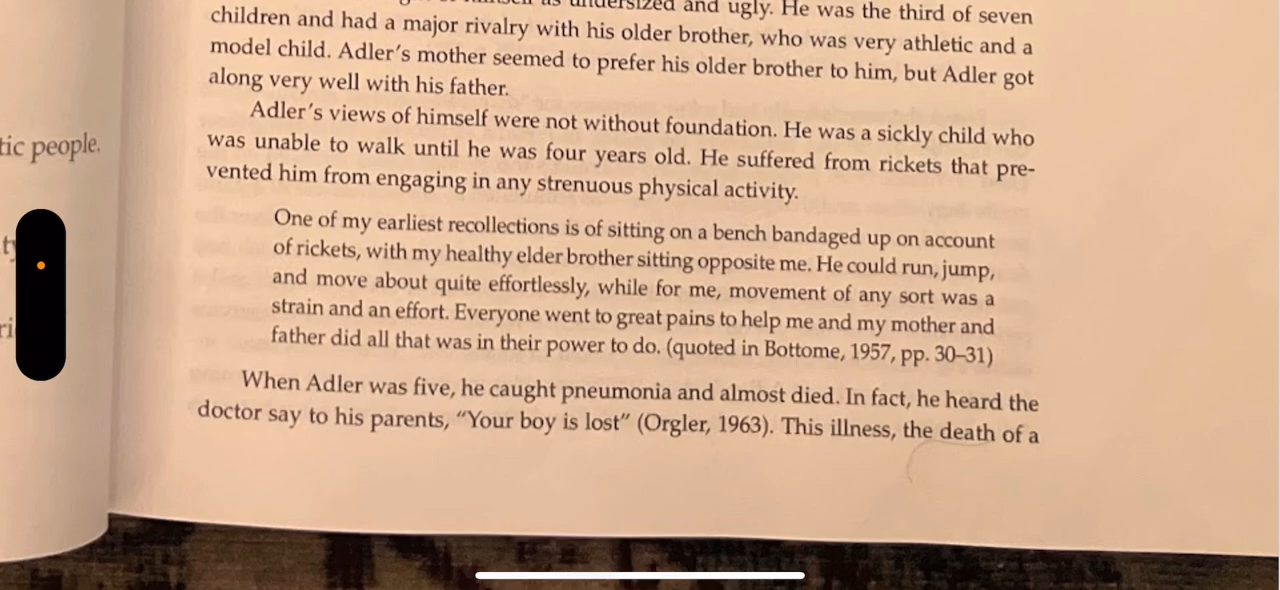 as undersized and ugly. He was the third of seven
children and had a major rivalry with his older brother, who was very athletic and a
model child. Adler's mother seemed to prefer his older brother to him, but Adler got
along very well with his father.
Adler's views of himself were not without foundation. He was a sickly child who
was unable to walk until he was four years old. He suffered from rickets that pre-
vented him from engaging in any strenuous physical activity.
One of my earliest recollections is of sitting on a bench bandaged up on account
of rickets, with my healthy elder brother sitting opposite me. He could run, jump,
and move about quite effortlessly, while for me, movement of any sort was a
strain and an effort. Everyone went to great pains to help me and my mother and
father did all that was in their power to do. (quoted in Bottome, 1957, pp. 30–31)
When Adler was five, he caught pneumonia and almost died. In fact, he heard the
doctor say to his parents, "Your boy is lost" (Orgler, 1963). This illness, the death of a
people.